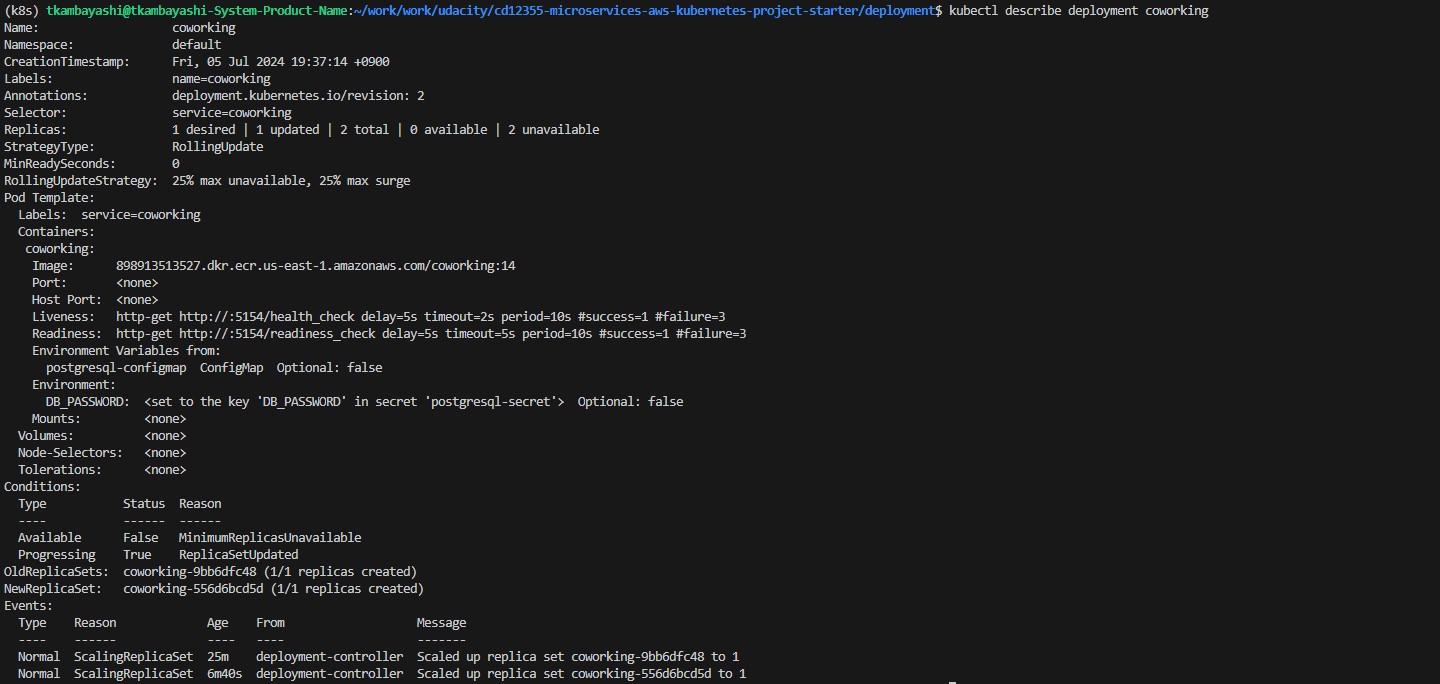 (k8s) tkambayashi@tkambayashi-System-Product-Name:~/work/work/udacity/cd12355-microservices-aws-kubernetes-project-starter/deployment$ kubectl describe deployment coworking
Name:                   coworking
Namespace:              default
CreationTimestamp:      Fri, 05 Jul 2024 19:37:14 +0900
Labels:                 name=coworking
Annotations:            deployment.kubernetes.io/revision: 2
Selector:               service=coworking
Replicas:               1 desired | 1 updated | 2 total | 0 available | 2 unavailable
StrategyType:           RollingUpdate
MinReadySeconds:        0
RollingUpdateStrategy:  25% max unavailable, 25% max surge
Pod Template:
  Labels:  service=coworking
  Containers:
   coworking:
    Image:      898913513527.dkr.ecr.us-east-1.amazonaws.com/coworking:14
    Port:       <none>
    Host Port:  <none>
    Liveness:   http-get http://:5154/health_check delay=5s timeout=2s period=10s #success=1 #failure=3
    Readiness:  http-get http://:5154/readiness_check delay=5s timeout=5s period=10s #success=1 #failure=3
    Environment Variables from:
      postgresql-configmap  ConfigMap  Optional: false
    Environment:
      DB_PASSWORD:  <set to the key 'DB_PASSWORD' in secret 'postgresql-secret'>  Optional: false
    Mounts:         <none>
  Volumes:          <none>
  Node-Selectors:   <none>
  Tolerations:      <none>
Conditions:
  Type           Status  Reason
  ----           ------  ------
  Available      False   MinimumReplicasUnavailable
  Progressing    True    ReplicaSetUpdated
OldReplicaSets:  coworking-9bb6dfc48 (1/1 replicas created)
NewReplicaSet:   coworking-556d6bcd5d (1/1 replicas created)
Events:
  Type    Reason             Age    From                   Message
  ----    ------             ----   ----                   -------
  Normal  ScalingReplicaSet  25m    deployment-controller  Scaled up replica set coworking-9bb6dfc48 to 1
  Normal  ScalingReplicaSet  6m40s  deployment-controller  Scaled up replica set coworking-556d6bcd5d to 1